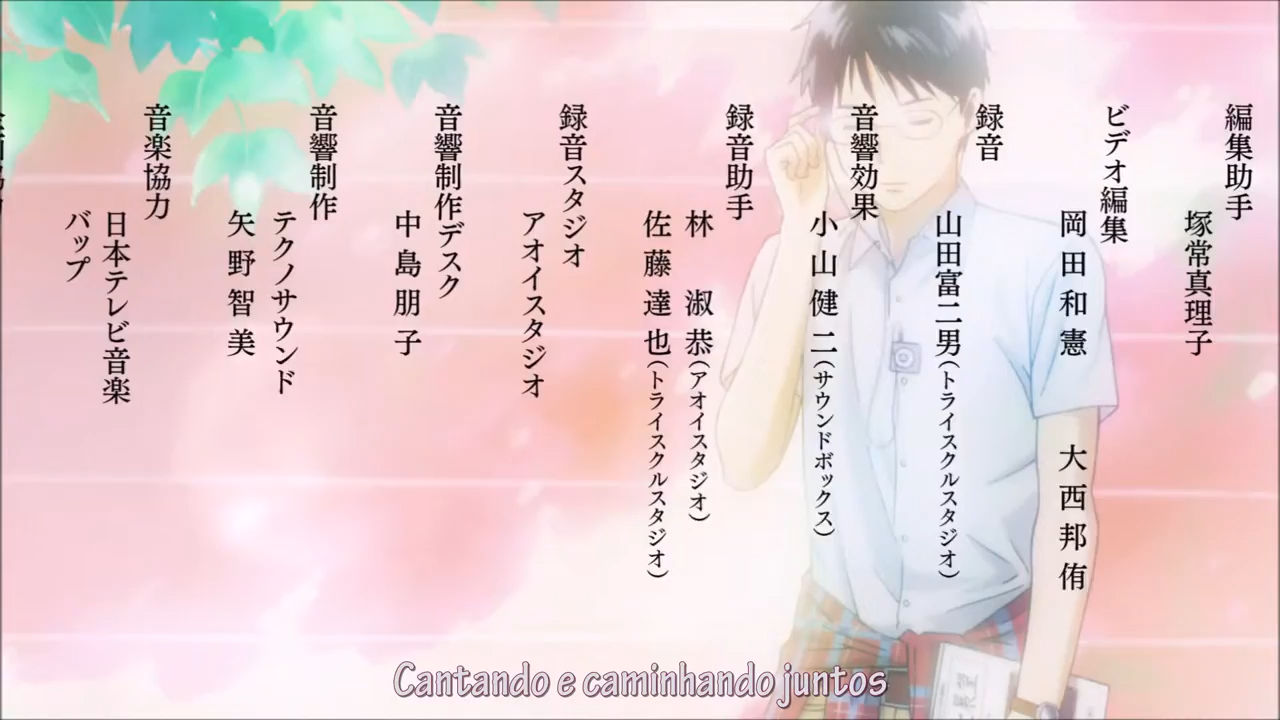 編集助手
塚常真理子
ビデオ編集
岡田和憲　大西邦侑
録音
山田富二男(トライスクルスタジオ)
音響効果
小山健二(サウンドボックス)
録音助手
林　淑恭(アオイスタジオ)
佐藤達也(トライスクルスタジオ)
録音スタジオ
アオイスタジオ
音響制作デスク
中島朋子
音響制作
テクノサウンド
矢野智美
音楽協力
日本テレビ音楽
バップ
Cantando e caminhando juntos